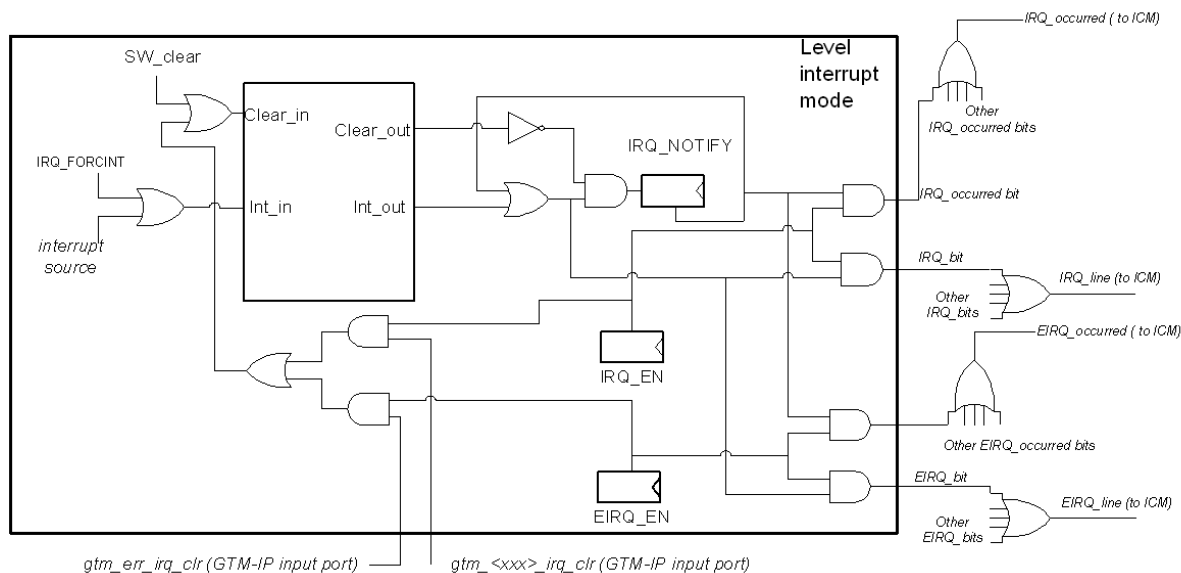 IRQ_occurred ( to ICM)
Level
interrupt
mode
SW_clear
Other
IRQ_occurred bits
Clear_in
Clear_out
IRQ_NOTIFY
IRQ_FORCINT
Int_in
Int_out
IRQ_occurred bit
interrupt
source
IRQ_bit
IRQ_line (to ICM)
Other
IRQ_bits
EIRQ_occurred ( to ICM)
IRQ_EN
Other EIRQ_occurred bits
EIRQ_bit
EIRQ_line (to ICM)
EIRQ_EN
Other
EIRQ_bits
gtm_err_irq_clr (GTM-IP input port)
gtm_<xxx>_irq_clr (GTM-IP input port)